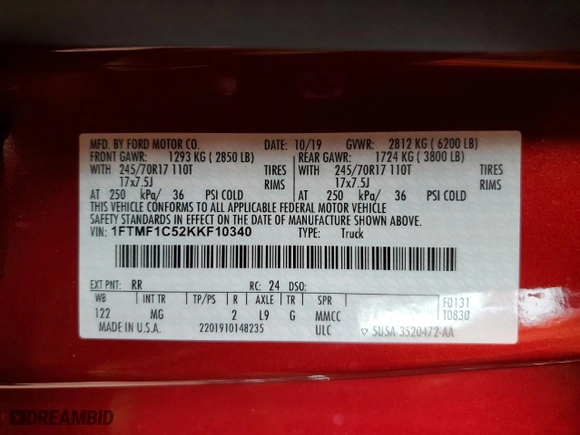 MFD. BY FORD MOTOR CO. DATE: 10/19 GVWR: 2812 KG ( 6200 LB)
FRONT GAWR: 1293 KG ( 2850 LB) REAR GAWR: 1724 KG ( 3800 LB)
WITH 245/70R17 110T TIRES WITH 245/70R17 110T TIRES
17x7.5J RIMS 17x7.5J RIMS
AT 250 kPa/ 36 PSI COLD AT 250 kPa/ 36 PSI COLD
THIS VEHICLE CONFORMS TO ALL APPLICABLE FEDERAL MOTOR VEHICLE
SAFETY STANDARDS IN EFFECT ON THE DATE OF MANUFACTURE SHOWN ABOVE.
VIN: 1FTMF1C52KKF10340 TYPE: Truck
EXT PNT: RR RC: 24 DSO:
WB INT TR TP/PS R AXLE TR SPR F0131
122 MG 2 L9 G MMCC T0830
MADE IN U.S.A. 2201910148235 ULC 5U5A-3520472-AA
DREAMBID